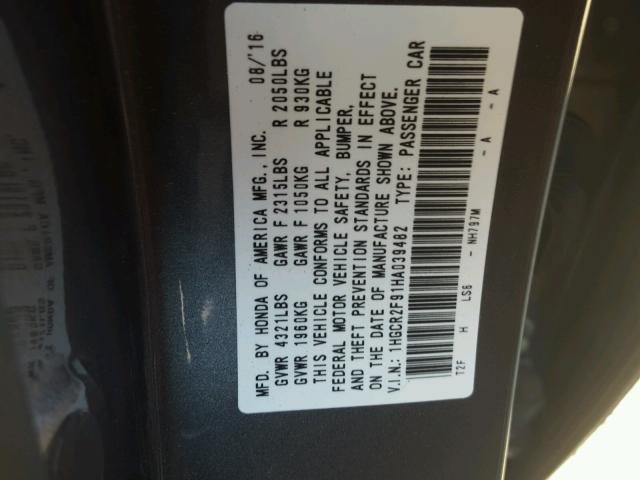 MFD. BY HONDA OF AMERICA MFG., INC. 08/'16
GVWR 4321LBS GAWR F 2315LBS R 2050LBS
GVWR 1960KG GAWR F 1050KG R 930KG
THIS VEHICLE CONFORMS TO ALL APPLICABLE
FEDERAL MOTOR VEHICLE SAFETY, BUMPER,
AND THEFT PREVENTION STANDARDS IN EFFECT
ON THE DATE OF MANUFACTURE SHOWN ABOVE.
V.I.N.: 1HGCR2F91HA039482 TYPE: PASSENGER CAR
T2F H LS6 - NH797M - A - A